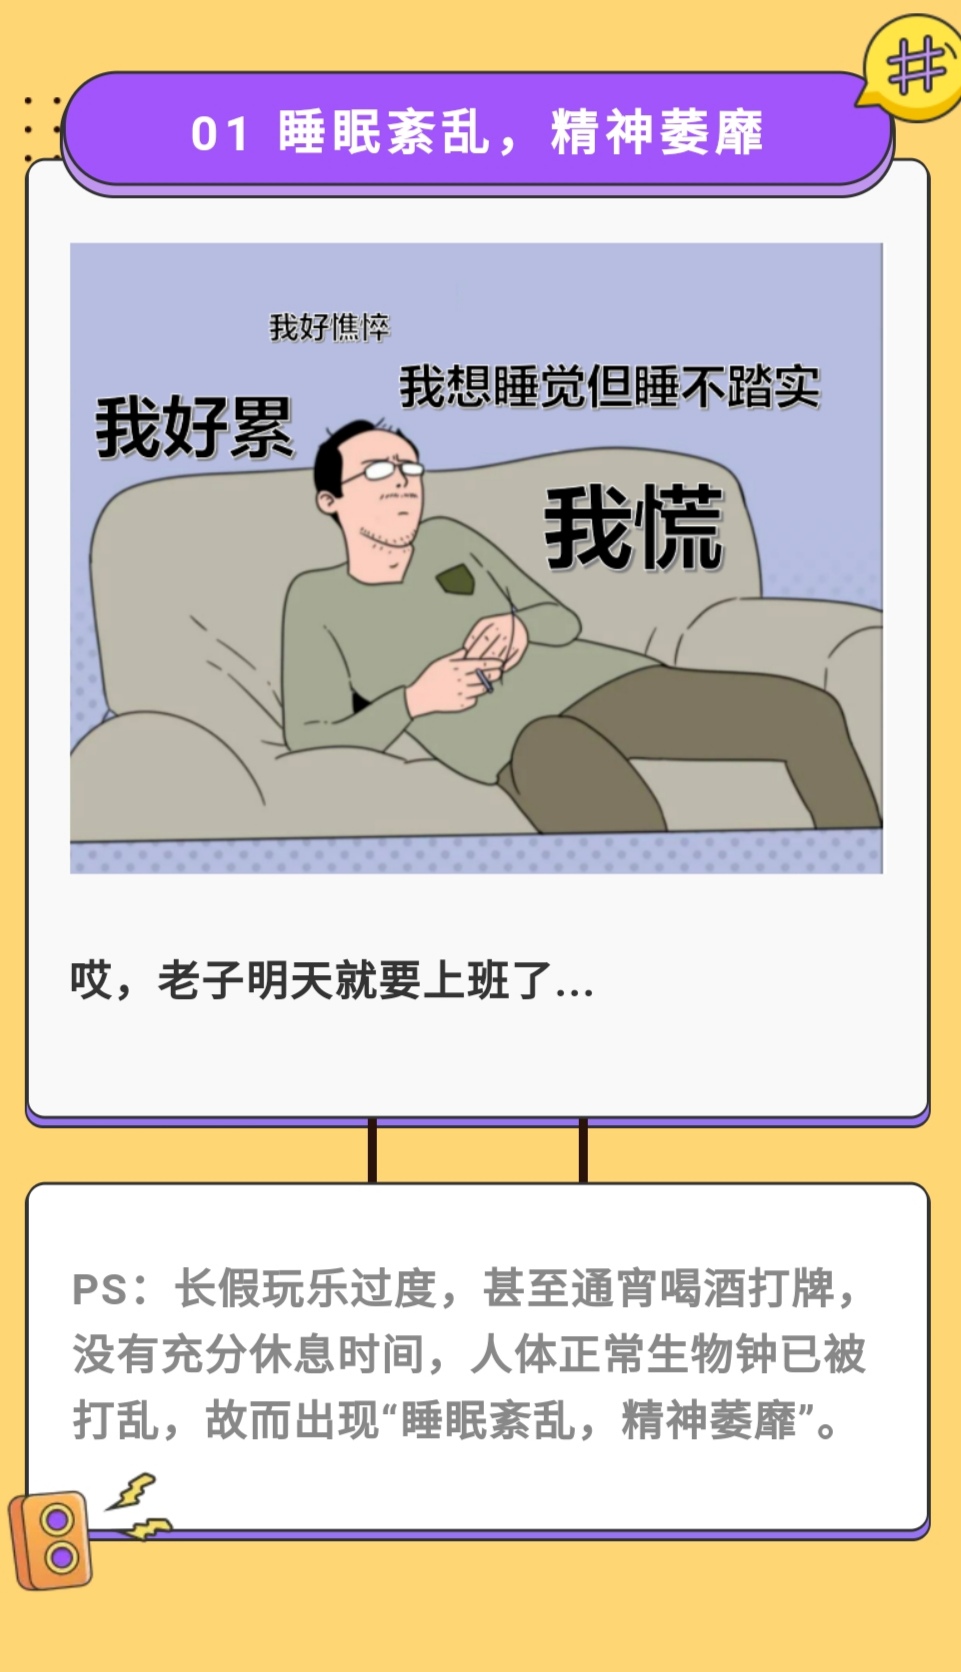 01 睡眠紊乱，精神萎靡
我好憔悴
我想睡觉但睡不踏实
我好累
我慌
哎，老子明天就要上班了...
PS：长假玩乐过度，甚至通宵喝酒打牌，
没有充分休息时间，人体正常生物钟已被
打乱，故而出现“睡眠紊乱，精神萎靡”。